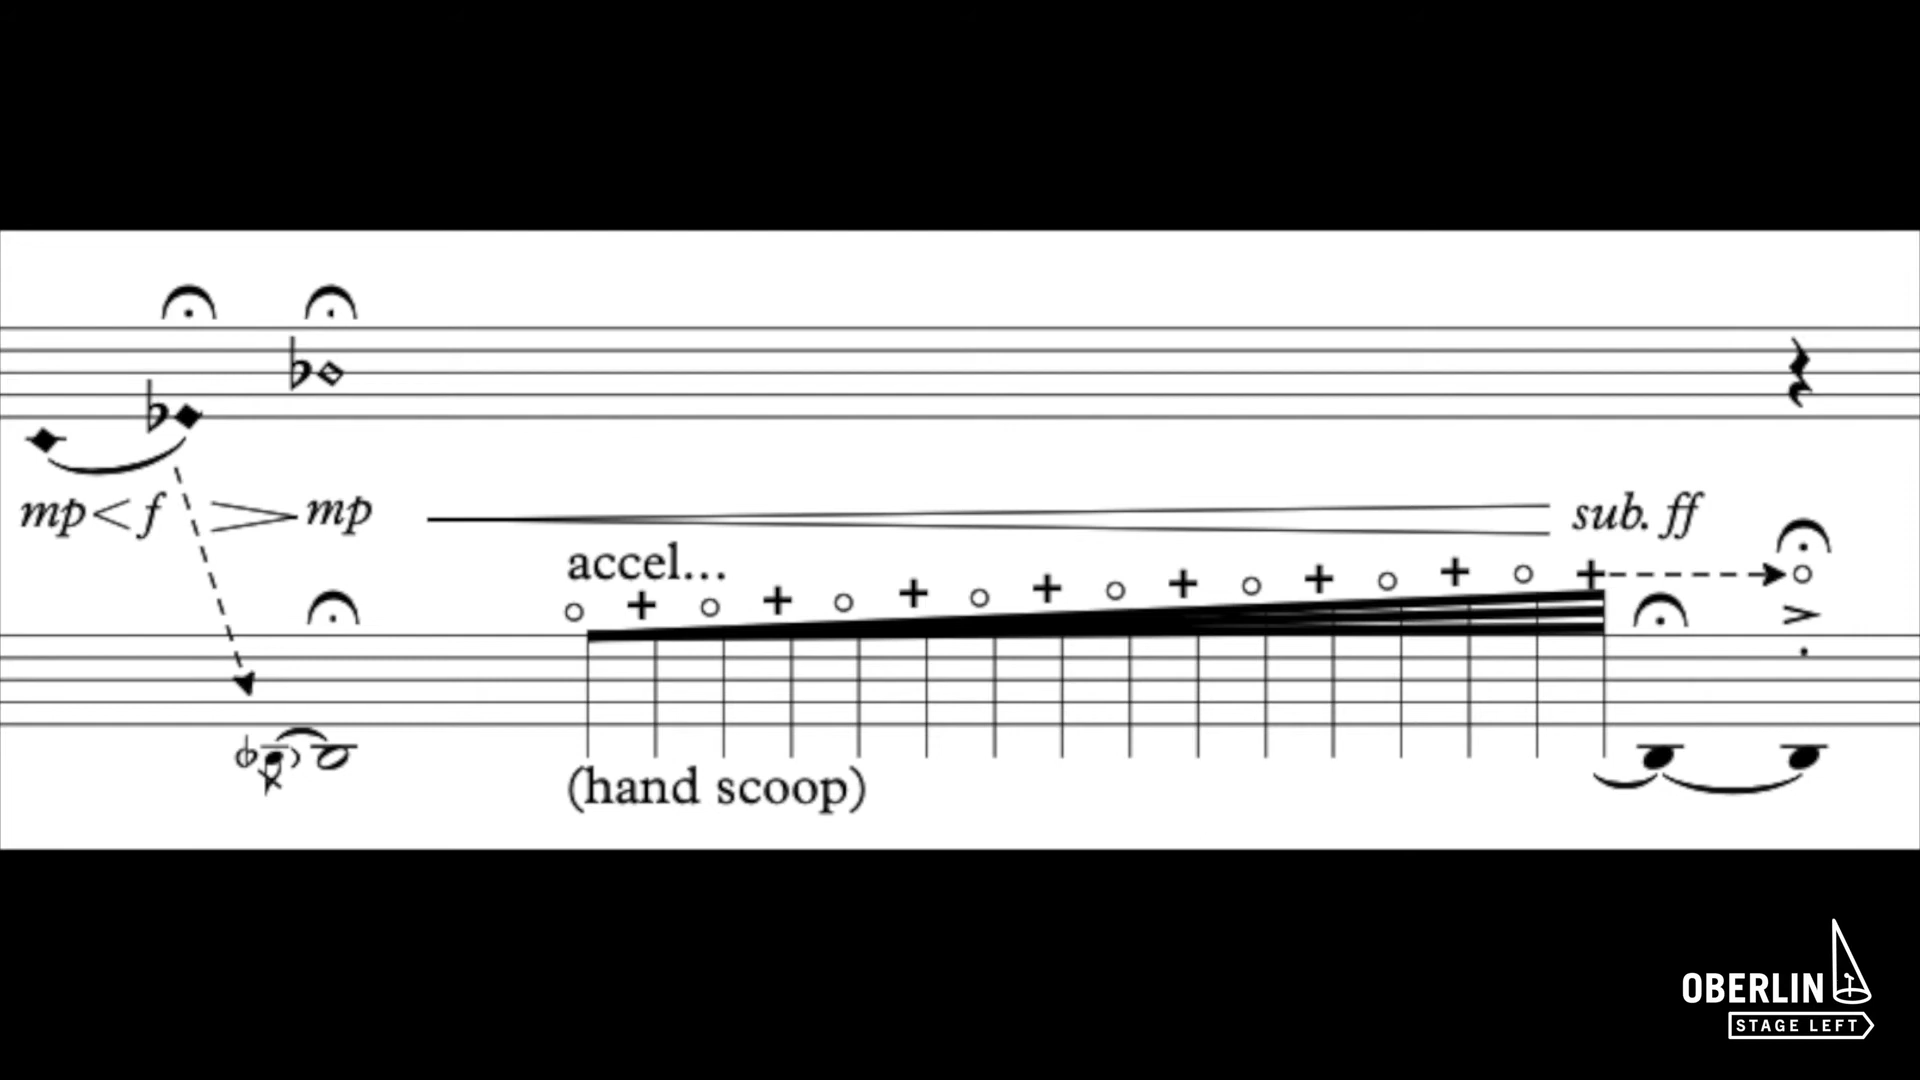 mp f mp sub. ff
accel...
(hand scoop)
OBERLIN
STAGE LEFT